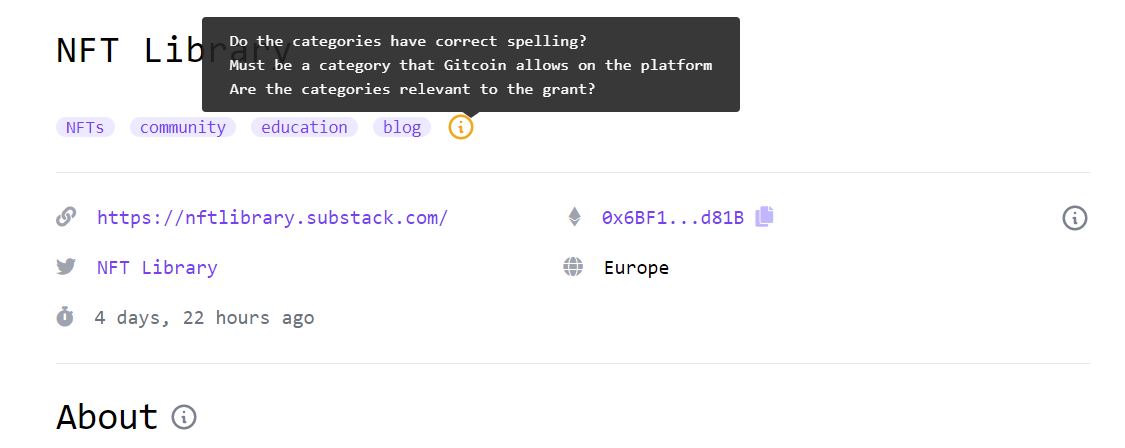 NFT Library
Do the categories have correct spelling?
Must be a category that Gitcoin allows on the platform
Are the categories relevant to the grant?
NFTs community education blog
https://nftlibrary.substack.com/ 0x6BF1...d81B
NFT Library Europe
4 days, 22 hours ago
About